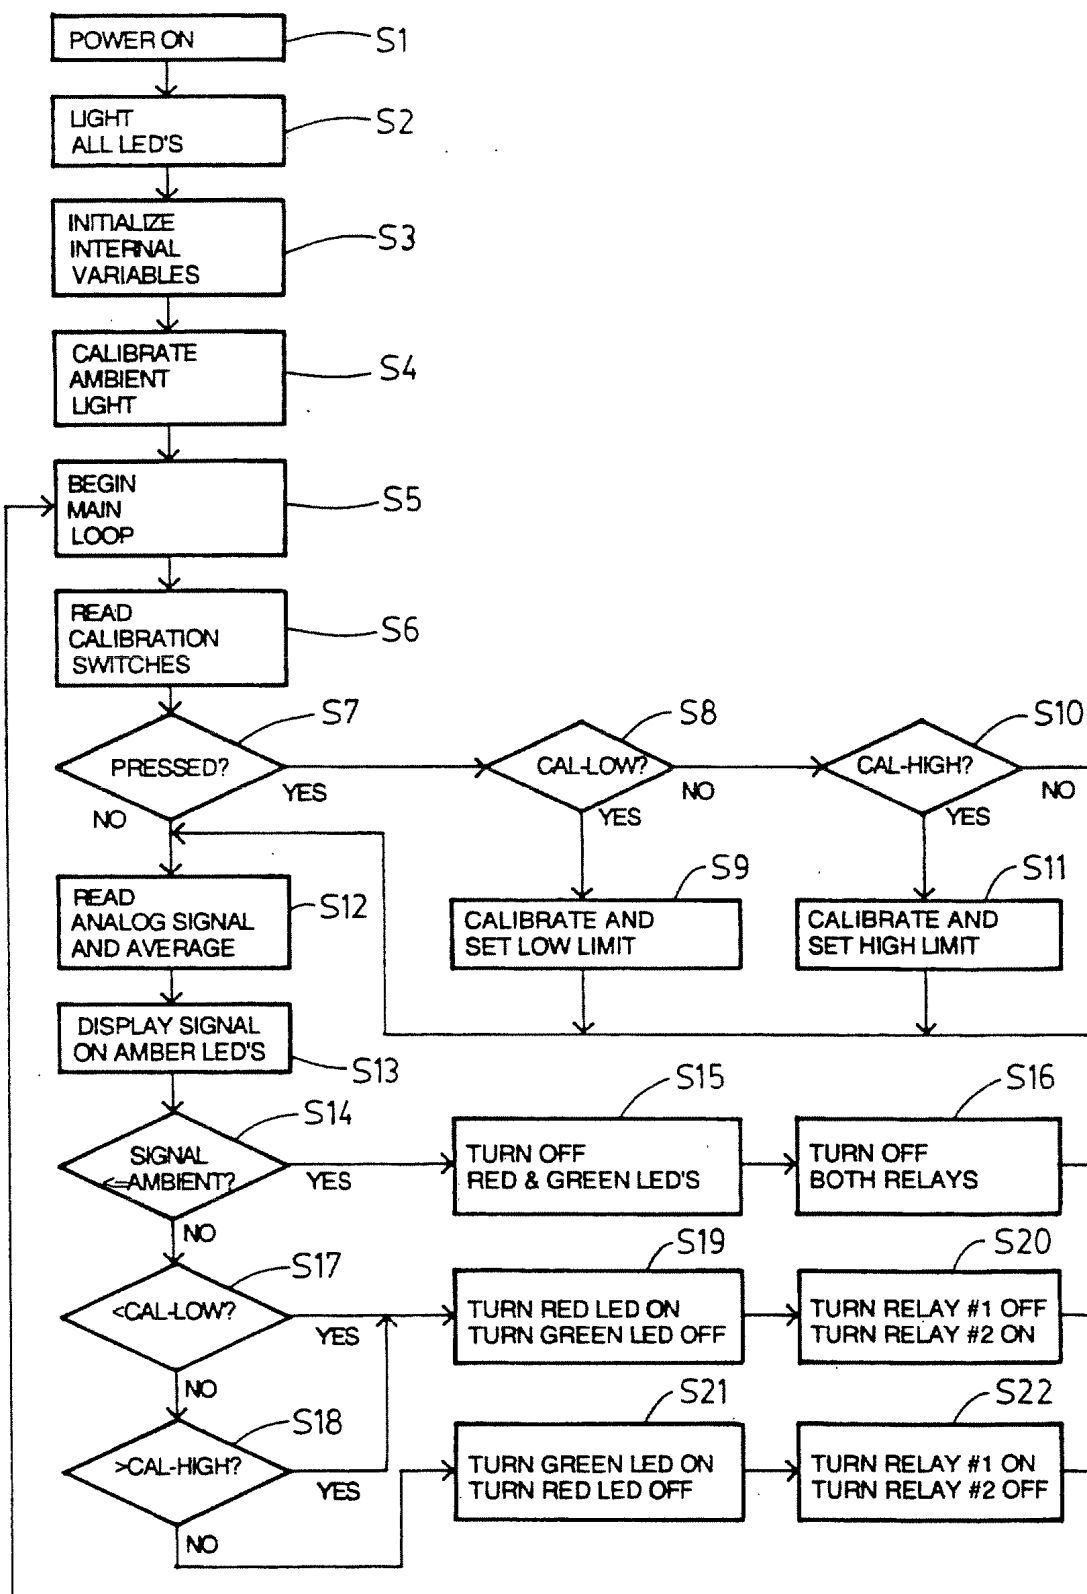 POWER ON
S1
LIGHT
ALL LED'S
S2
INITIALIZE
INTERNAL
VARIABLES
S3
CALIBRATE
AMBIENT
LIGHT
S4
BEGIN
MAIN
LOOP
S5
READ
CALIBRATION
SWITCHES
S6
S7
PRESSED?
YES
NO
S8
CAL-LOW?
NO
YES
S10
CAL-HIGH?
NO
YES
S9
CALIBRATE AND
SET LOW LIMIT
S11
CALIBRATE AND
SET HIGH LIMIT
READ
ANALOG SIGNAL
AND AVERAGE
S12
DISPLAY SIGNAL
ON AMBER LED'S
S13
S14
SIGNAL
<=AMBIENT?
YES
NO
S15
TURN OFF
RED & GREEN LED'S
S16
TURN OFF
BOTH RELAYS
S17
<CAL-LOW?
YES
NO
S19
TURN RED LED ON
TURN GREEN LED OFF
S20
TURN RELAY #1 OFF
TURN RELAY #2 ON
S18
>CAL-HIGH?
YES
NO
S21
TURN GREEN LED ON
TURN RED LED OFF
S22
TURN RELAY #1 ON
TURN RELAY #2 OFF